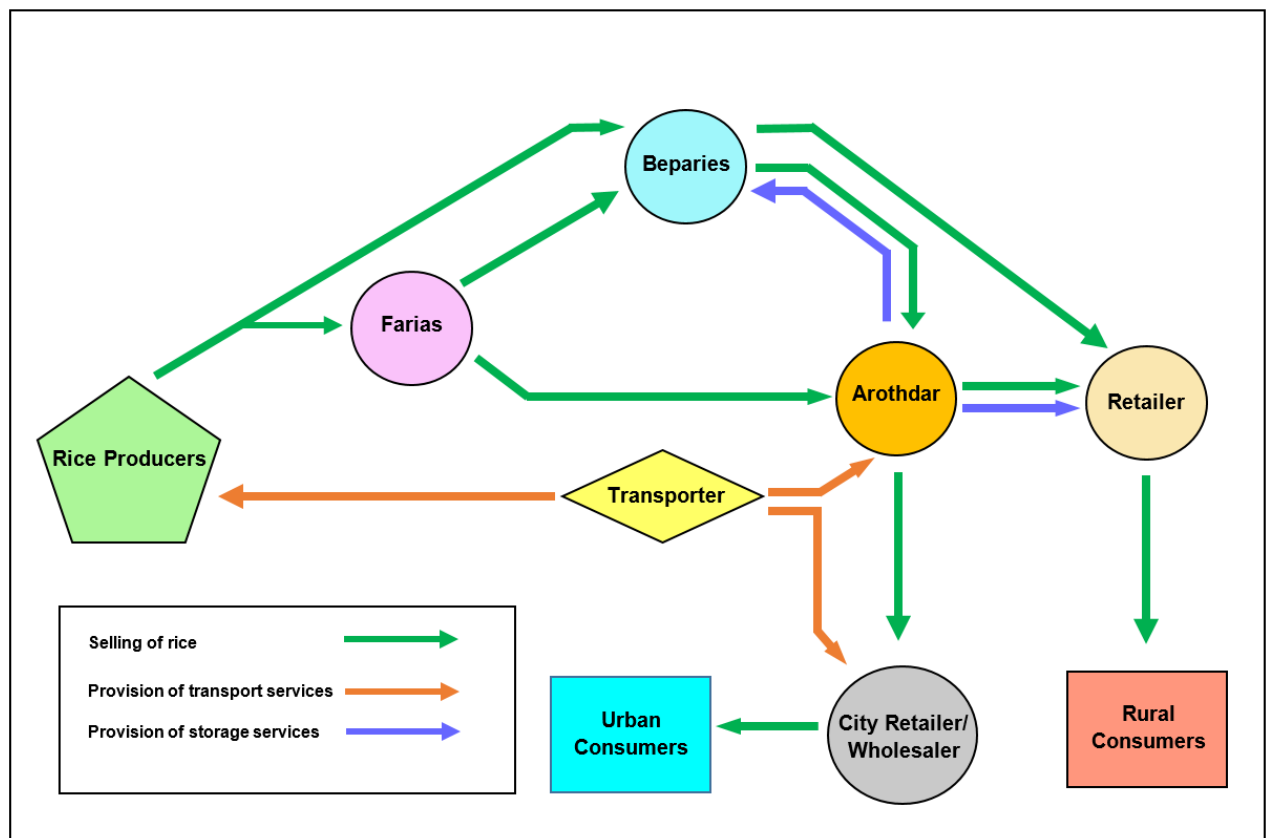 Beparies
Farias
Arothdar
Retailer
Rice Producers
Transporter
Selling of rice
Provision of transport services
Provision of storage services
Urban
Consumers
City Retailer/
Wholesaler
Rural
Consumers